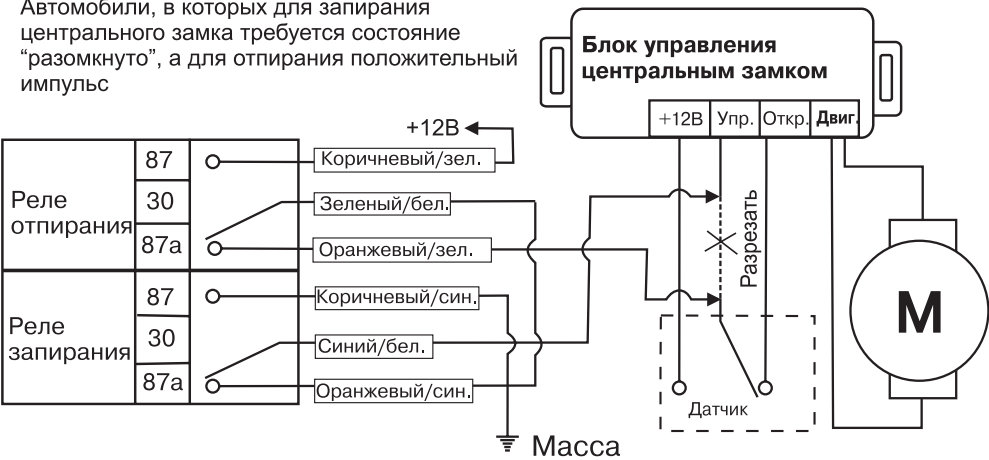 Автомобили, в которых для запирания
центрального замка требуется состояние
“разомкнуто”, а для отпирания положительный
импульс
Блок управления
центральным замком
+12В Упр. Откр. Двиг.
+12В
Реле
отпирания
87
30
87а
Коричневый/зел.
Зеленый/бел.
Оранжевый/зел.
Реле
запирания
87
30
87а
Коричневый/син.
Синий/бел.
Оранжевый/син.
Масса
Разрезать
Датчик
М